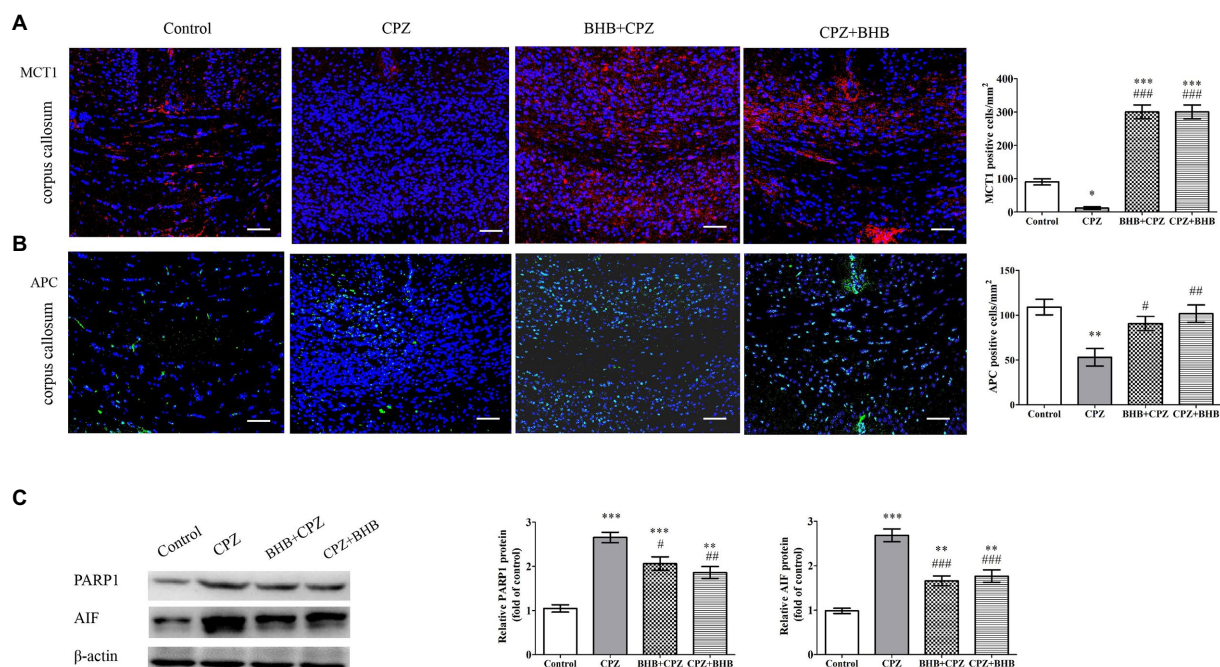 A
Control
CPZ
BHB+CPZ
CPZ+BHB
MCT1
corpus callosum
MCT1 positive cells/mm²
400
300
200
100
0
***
###
***
###
*
Control
CPZ
BHB+CPZ
CPZ+BHB
B
APC
corpus callosum
APC positive cells/mm²
150
100
50
0
**
#
##
Control
CPZ
BHB+CPZ
CPZ+BHB
C
Control
CPZ
BHB+CPZ
CPZ+BHB
PARP1
AIF
β-actin
Relative PARP1 protein
(fold of control)
3
2
1
0
***
***
#
**
##
Control
CPZ
BHB+CPZ
CPZ+BHB
Relative AIF protein
(fold of control)
3
2
1
0
***
**
###
**
###
Control
CPZ
BHB+CPZ
CPZ+BHB